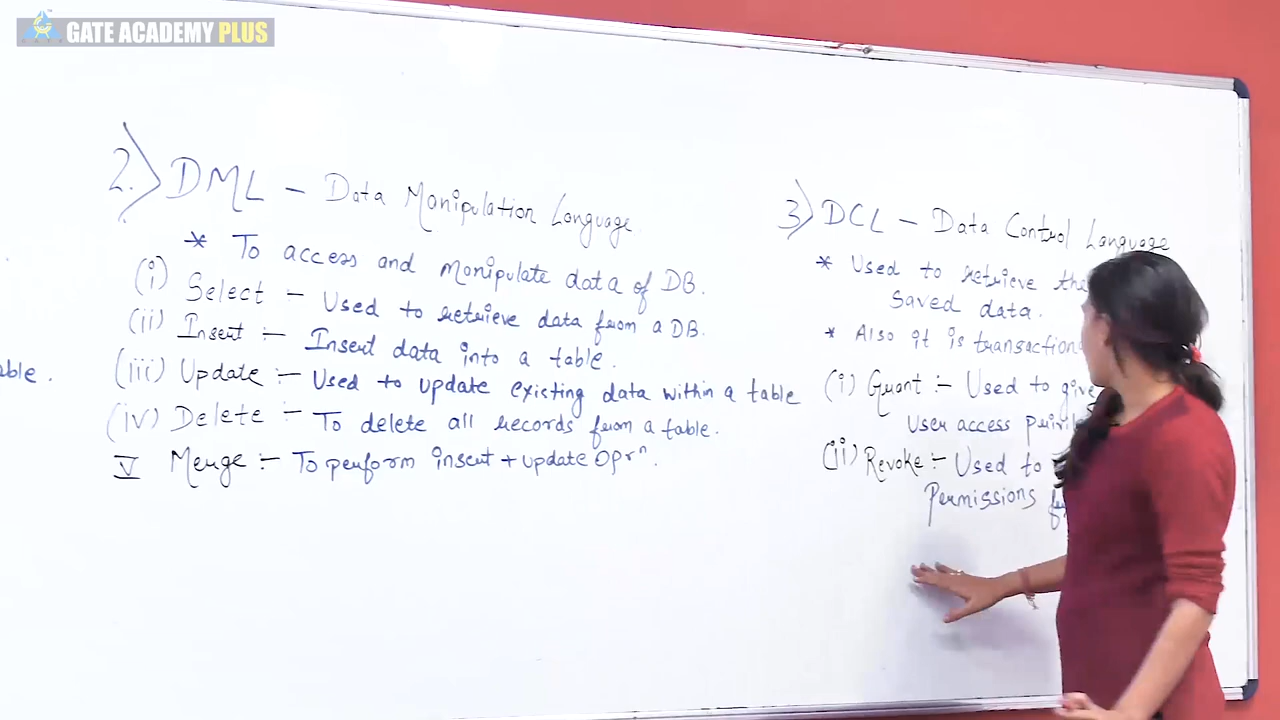 GATE ACADEMY PLUS
2.) DML - Data Manipulation Language
* To access and manipulate data of DB.
(i) Select - Used to retrieve data from a DB.
(ii) Insert :- Insert data into a table.
(iii) Update :- Used to update existing data within a table
(iv) Delete :- To delete all records from a table.
V Merge :- To perform insert + update Oprn.
able.
3) DCL - Data Control Language
* Used to retrieve the
saved data.
* Also it is transaction
(i) Grant :- Used to give
User access
(ii) Revoke :- Used to
Permissions